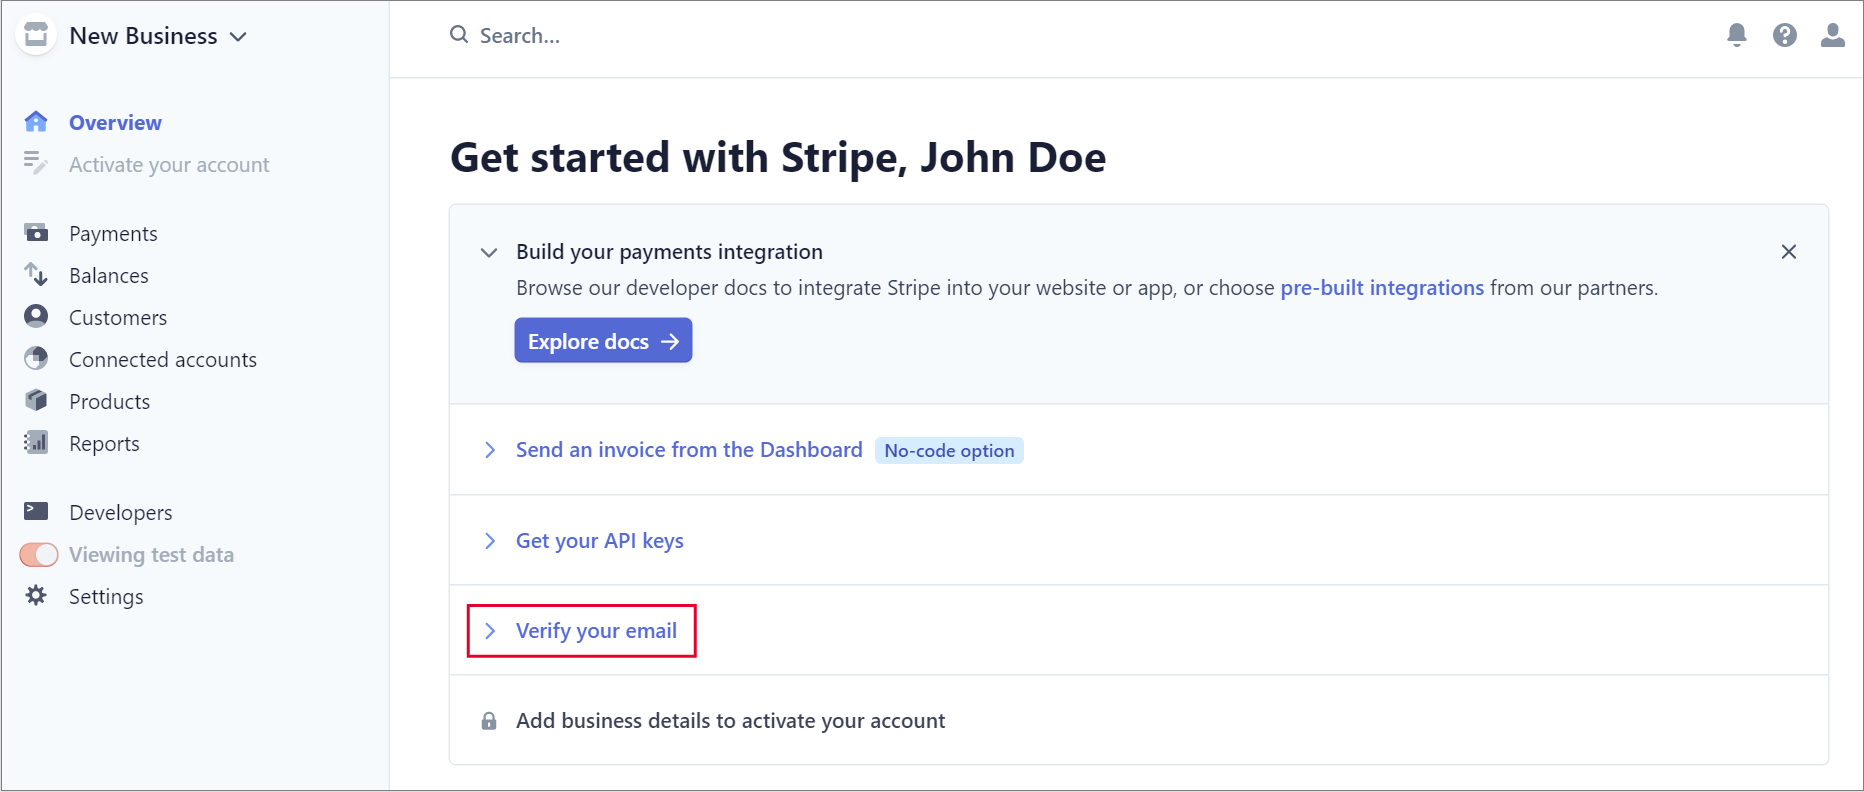 New Business
Search...
Overview
Activate your account
Payments
Balances
Customers
Connected accounts
Products
Reports
Developers
Viewing test data
Settings
Get started with Stripe, John Doe
Build your payments integration
Browse our developer docs to integrate Stripe into your website or app, or choose pre-built integrations from our partners.
Explore docs
Send an invoice from the Dashboard No-code option
Get your API keys
Verify your email
Add business details to activate your account